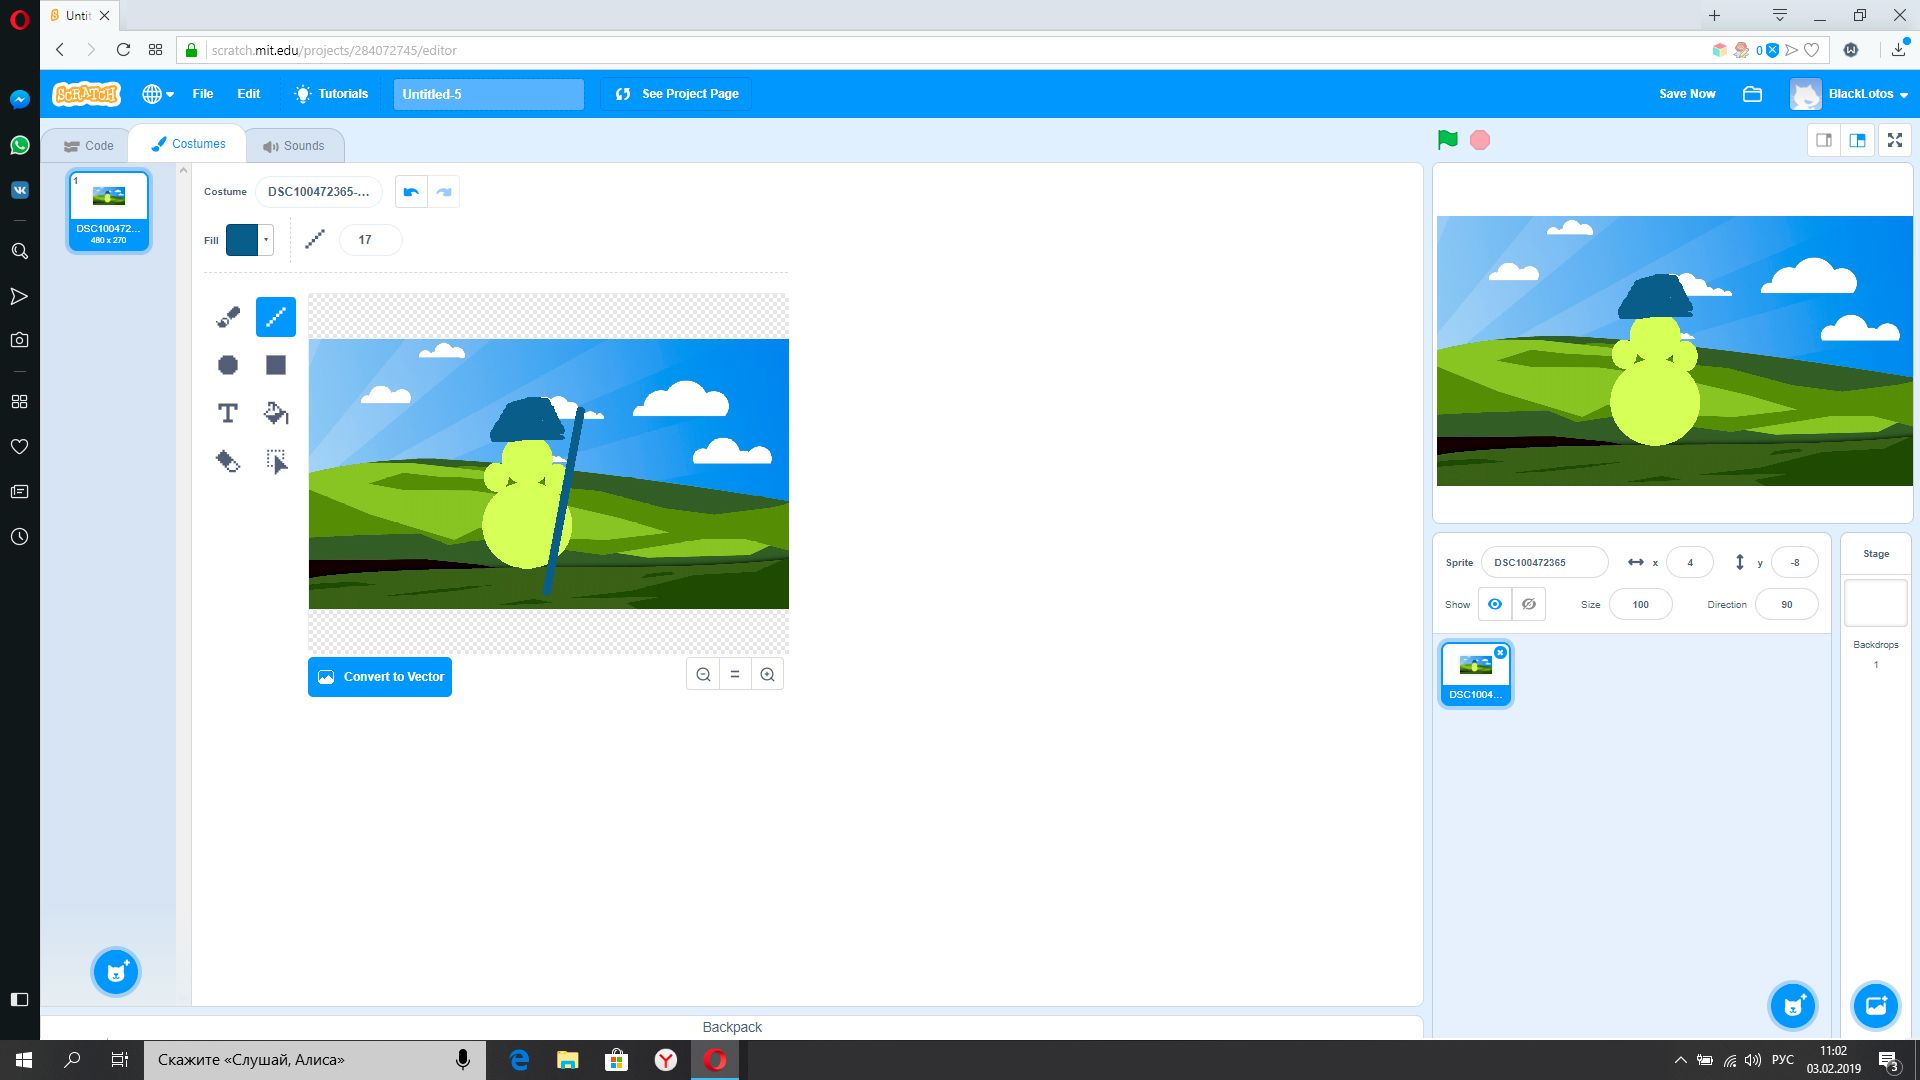 Untit
scratch.mit.edu/projects/284072745/editor
0
SCRATCH
File
Edit
Tutorials
Untitled-5
See Project Page
Save Now
BlackLotos
Code
Costumes
Sounds
1
DSC100472...
480 x 270
Costume
DSC100472365-...
Fill
17
T
Convert to Vector
=
Sprite
DSC100472365
x
4
y
-8
Show
Size
100
Direction
90
DSC1004...
Stage
Backdrops
1
Backpack
Скажите «Слушай, Алиса»
РУС
11:02
03.02.2019
3